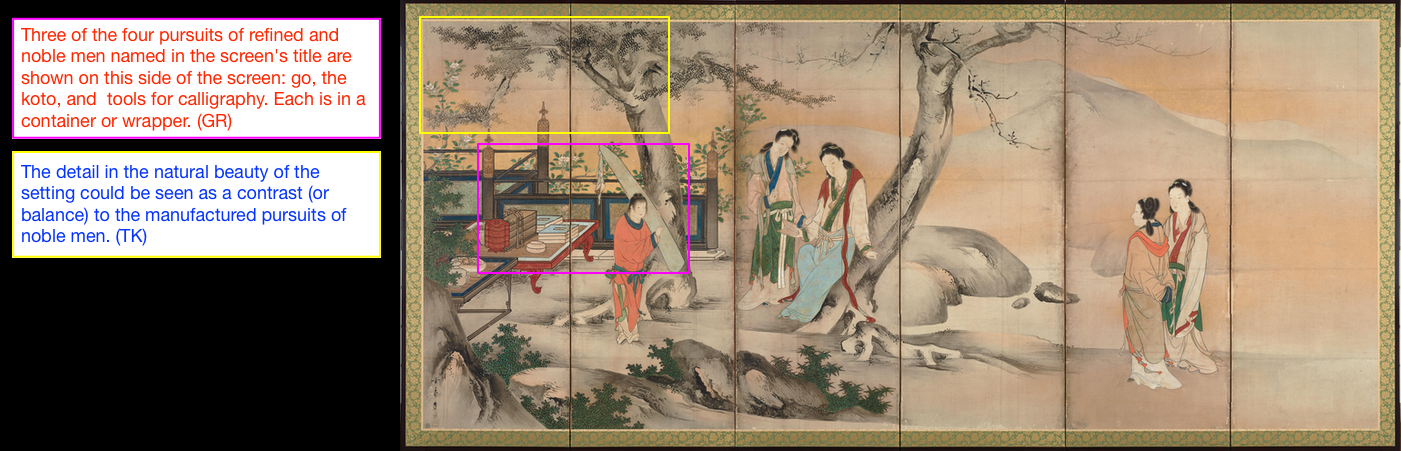 Three of the four pursuits of refined and
noble men named in the screen's title are
shown on this side of the screen: go, the
koto, and  tools for calligraphy. Each is in a
container or wrapper. (GR)
The detail in the natural beauty of the
setting could be seen as a contrast (or
balance) to the manufactured pursuits of
noble men. (TK)